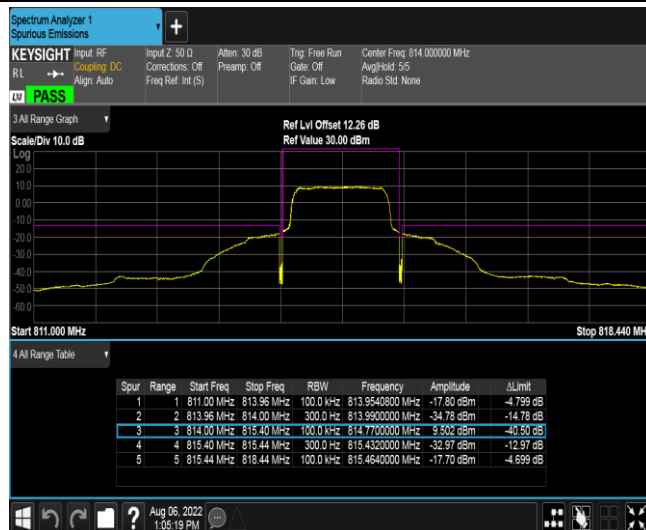 Spectrum Analyzer 1
Spurious Emissions
KEYSIGHT
RL
LXI PASS
Input: RF
Coupling: DC
Align: Auto
Input Z: 50 Ω
Corrections: Off
Freq Ref: Int (S)
Atten: 30 dB
Preamp: Off
Trig: Free Run
Gate: Off
IF Gain: Low
Center Freq: 814.000000 MHz
Avg|Hold: 5/5
Radio Std: None
3 All Range Graph
Scale/Div 10.0 dB
Ref Lvl Offset 12.26 dB
Ref Value 30.00 dBm
Log
20.0
10.0
0.00
-10.0
-20.0
-30.0
-40.0
-50.0
-60.0
Start 811.000 MHz
Stop 818.440 MH
4 All Range Table
Spur Range Start Freq Stop Freq RBW Frequency Amplitude ΔLimit
1 1 811.00 MHz 813.96 MHz 100.0 kHz 813.9540800 MHz -17.80 dBm -4.799 dB
2 2 813.96 MHz 814.00 MHz 300.0 Hz 813.9900000 MHz -34.78 dBm -14.78 dB
3 3 814.00 MHz 815.40 MHz 100.0 kHz 814.7700000 MHz 9.502 dBm -40.50 dB
4 4 815.40 MHz 815.44 MHz 300.0 Hz 815.4320000 MHz -32.97 dBm -12.97 dB
5 5 815.44 MHz 818.44 MHz 100.0 kHz 815.4640000 MHz -17.70 dBm -4.699 dB
Aug 06, 2022
1:05:19 PM